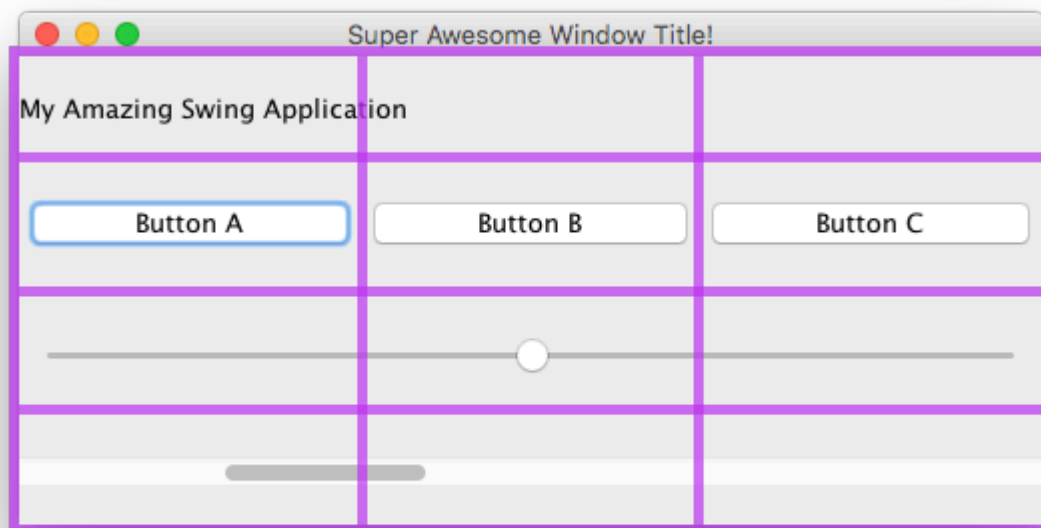 Super Awesome Window Title!
My Amazing Swing Application
Button A Button B Button C